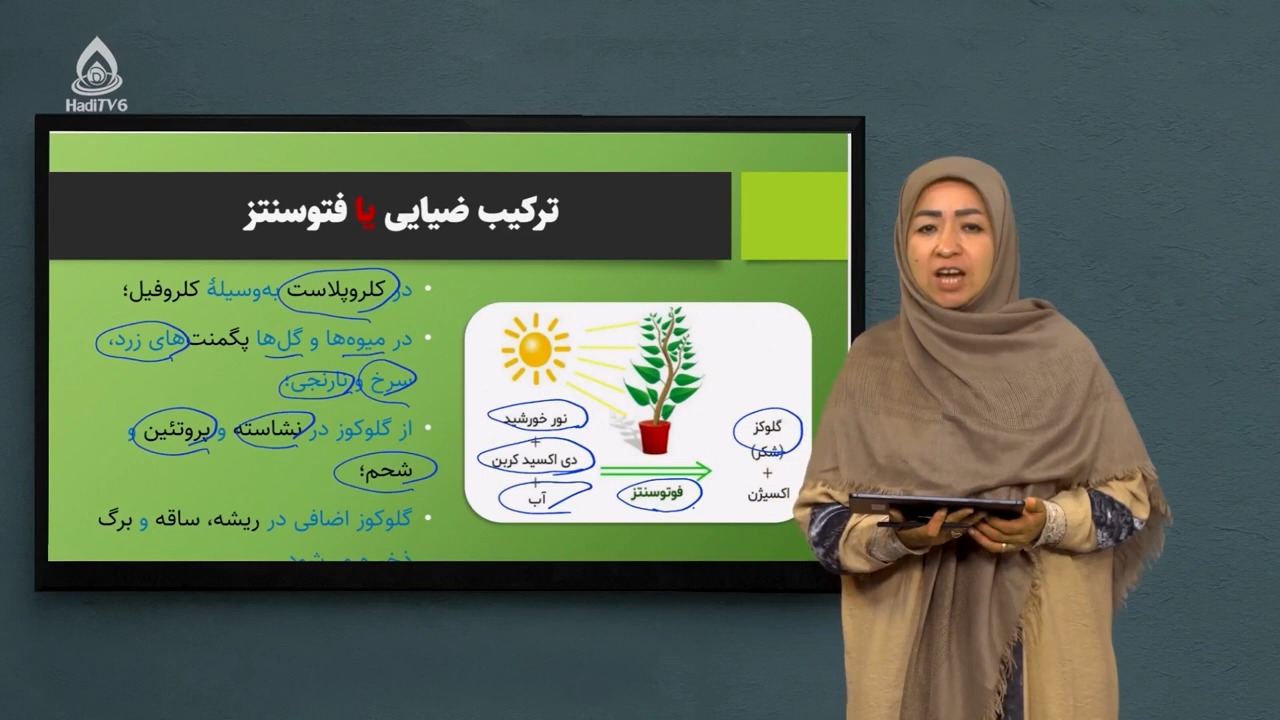 HadiTV6
ترکیب ضیایی یا فتوسنتز
در کلروپلاست به‌وسیلهٔ کلروفیل؛
در میوه‌ها و گل‌ها پگمنت‌های زرد،
سرخ و نارنجی؛
از گلوکوز در نشاسته و پروتئین و
شحم؛
گلوکوز اضافی در ریشه، ساقه و برگ
نور خورشید
+
دی اکسید کربن
+
آب
فوتوسنتز
گلوکز
(شکر)
+
اکسیژن